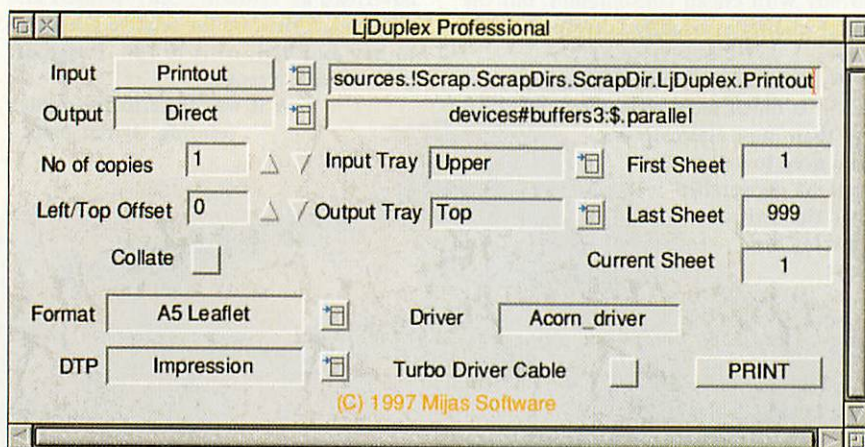 LjDuplex Professional
Input Printout sources.!Scrap.ScrapDirs.ScrapDir.LjDuplex.Printout
Output Direct devices#buffers3:$.parallel
No of copies 1 Input Tray Upper First Sheet 1
Left/Top Offset 0 Output Tray Top Last Sheet 999
Collate Current Sheet 1
Format A5 Leaflet Driver Acorn_driver
DTP Impression Turbo Driver Cable PRINT
(C) 1997 Mijas Software